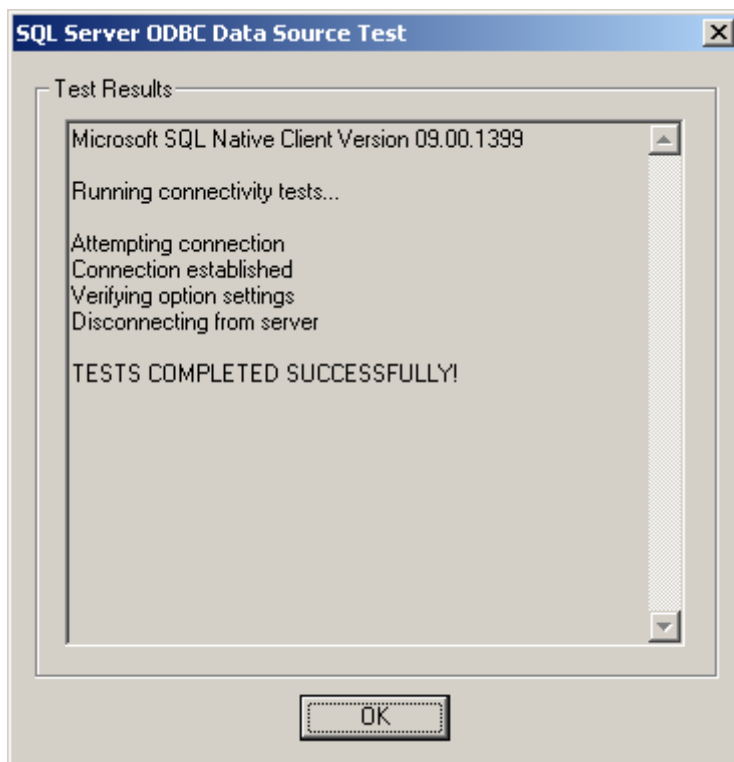 SQL Server ODBC Data Source Test
Test Results
Microsoft SQL Native Client Version 09.00.1399
Running connectivity tests...
Attempting connection
Connection established
Verifying option settings
Disconnecting from server
TESTS COMPLETED SUCCESSFULLY!
OK